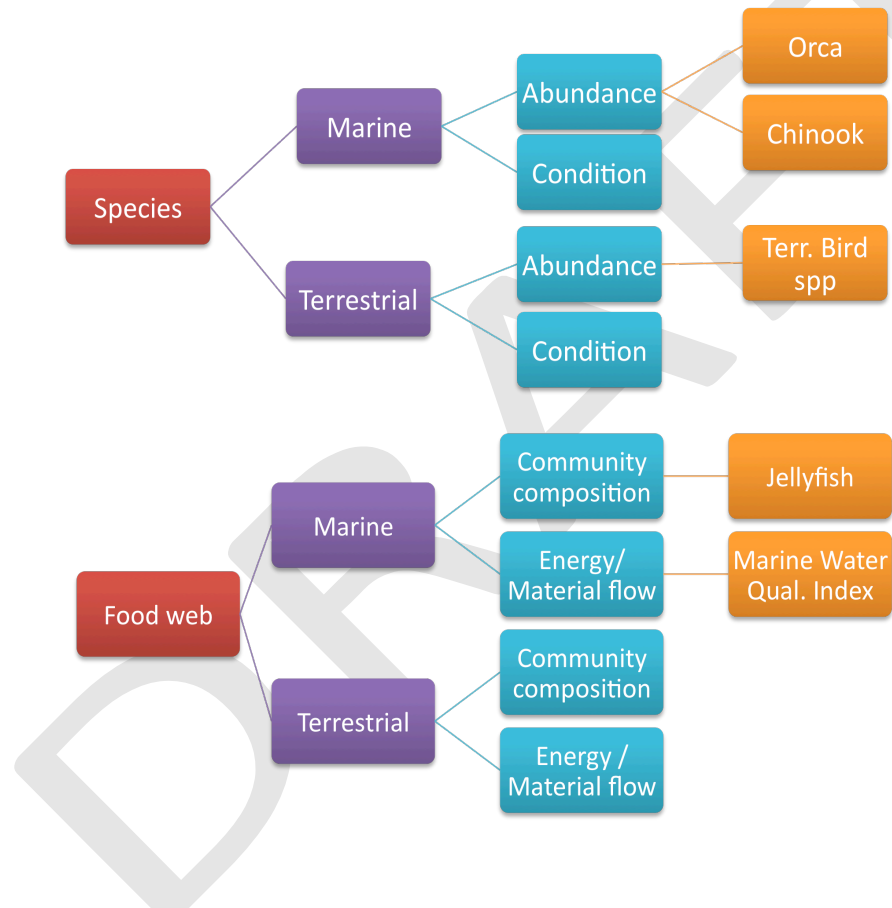 Species
Marine
Abundance
Orca
Chinook
Condition
Terrestrial
Abundance
Terr. Bird
spp
Condition
Food web
Marine
Community
composition
Jellyfish
Energy/
Material flow
Marine Water
Qual. Index
Terrestrial
Community
composition
Energy /
Material flow
DRAFT